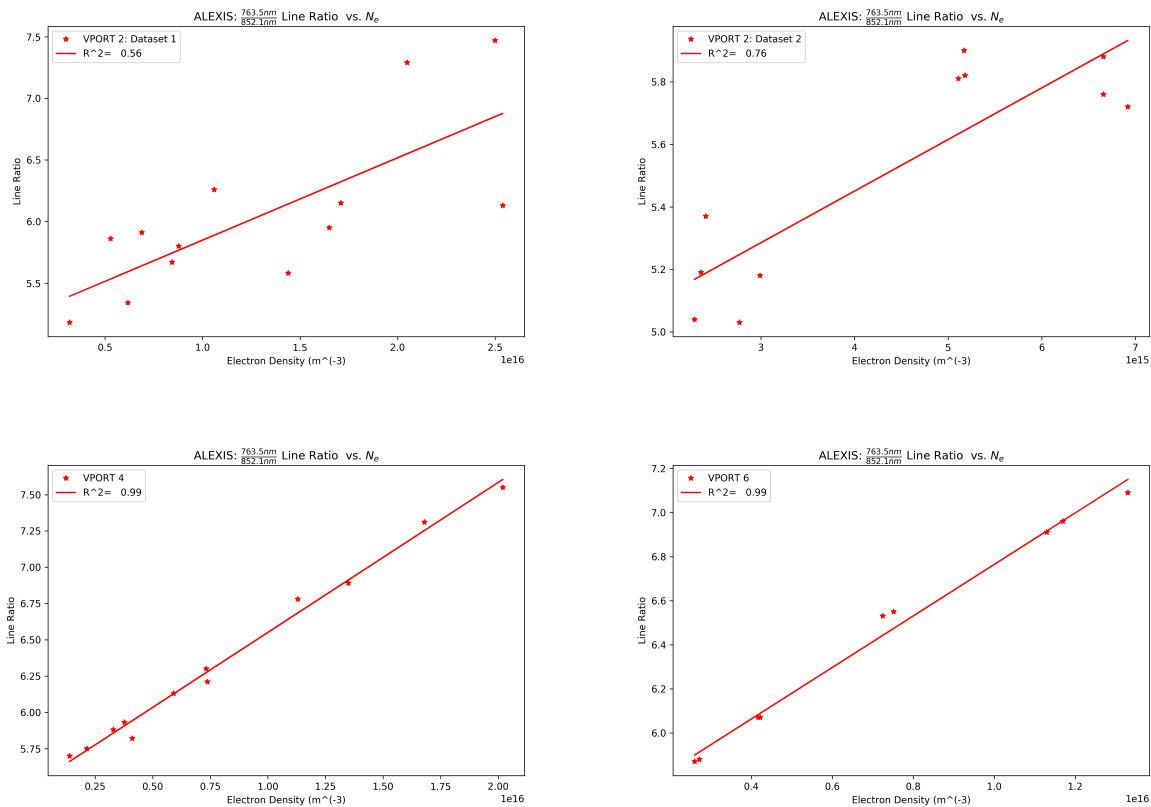 ALEXIS: 763.5nm/852.1nm Line Ratio vs. N_e
VPORT 2: Dataset 1
R^2= 0.56
Line Ratio
7.5
7.0
6.5
6.0
5.5
0.5 1.0 1.5 2.0 2.5
Electron Density (m^(-3)
1e16
ALEXIS: 763.5nm/852.1nm Line Ratio vs. N_e
VPORT 2: Dataset 2
R^2= 0.76
Line Ratio
5.8
5.6
5.4
5.2
5.0
3 4 5 6 7
Electron Density (m^(-3)
1e15
ALEXIS: 763.5nm/852.1nm Line Ratio vs. N_e
VPORT 4
R^2= 0.99
Line Ratio
7.50
7.25
7.00
6.75
6.50
6.25
6.00
5.75
0.25 0.50 0.75 1.00 1.25 1.50 1.75 2.00
Electron Density (m^(-3)
1e16
ALEXIS: 763.5nm/852.1nm Line Ratio vs. N_e
VPORT 6
R^2= 0.99
Line Ratio
7.2
7.0
6.8
6.6
6.4
6.2
6.0
0.4 0.6 0.8 1.0 1.2
Electron Density (m^(-3)
1e16